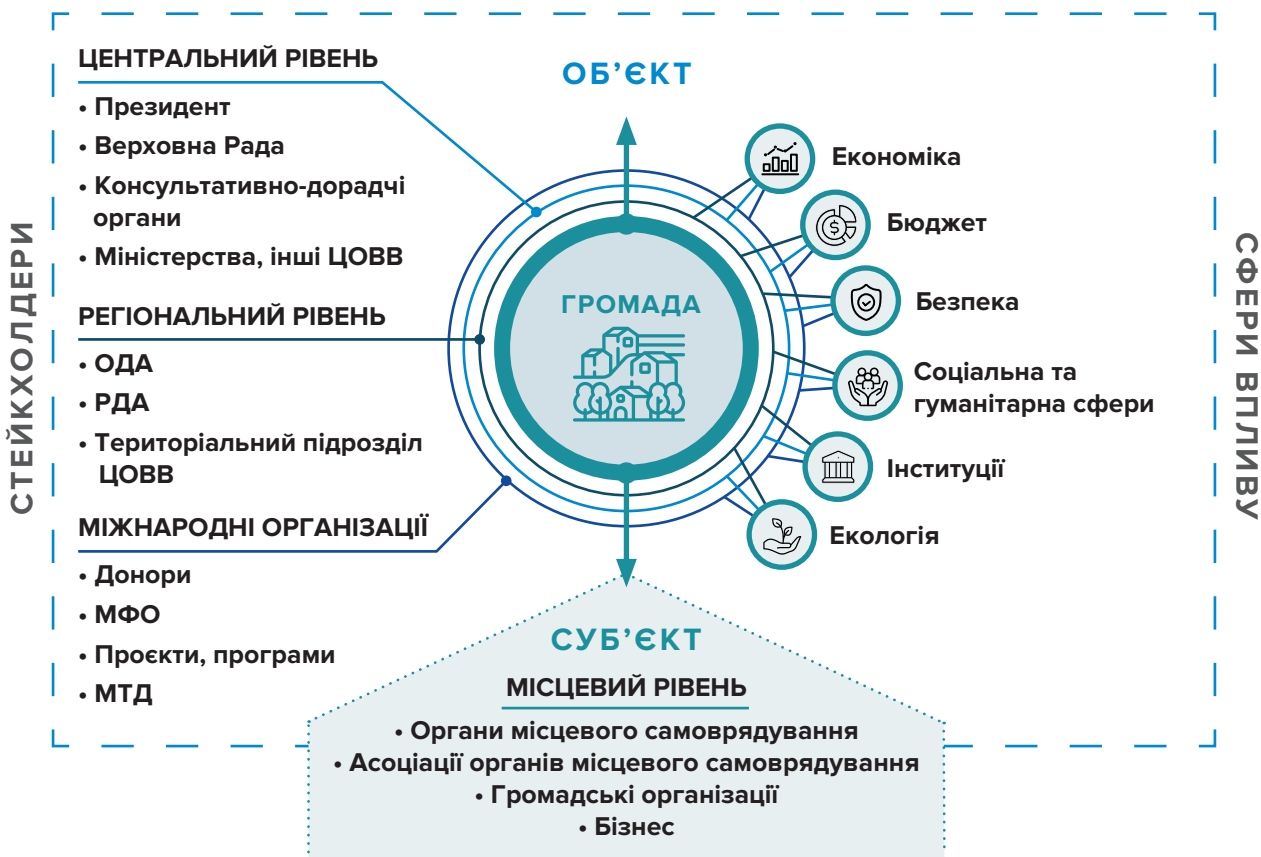 СТЕЙКХОЛДЕРИ
ЦЕНТРАЛЬНИЙ РІВЕНЬ
• Президент
• Верховна Рада
• Консультативно-дорадчі
органи
• Міністерства, інші ЦОВВ
РЕГІОНАЛЬНИЙ РІВЕНЬ
• ОДА
• РДА
• Територіальний підрозділ
ЦОВВ
МІЖНАРОДНІ ОРГАНІЗАЦІЇ
• Донори
• МФО
• Проєкти, програми
• МТД
ОБ’ЄКТ
ГРОМАДА
Економіка
Бюджет
$
Безпека
Соціальна та
гуманітарна сфери
Інституції
Екологія
СФЕРИ ВПЛИВУ
СУБ’ЄКТ
МІСЦЕВИЙ РІВЕНЬ
• Органи місцевого самоврядування
• Асоціації органів місцевого самоврядування
• Громадські організації
• Бізнес